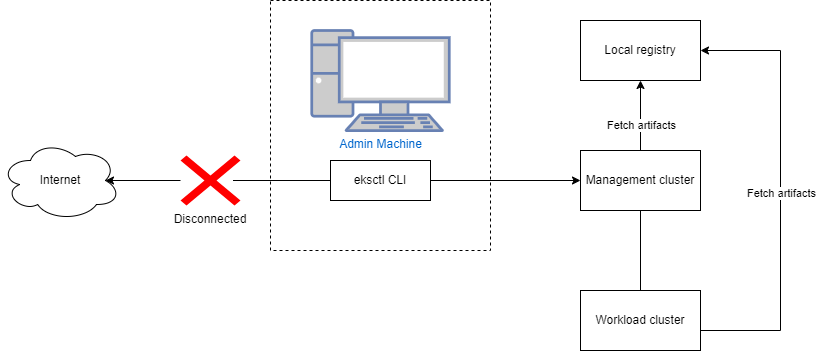 Local registry
Fetch artifacts
Admin Machine
Internet
eksctl CLI
Management cluster
Fetch artifacts
Disconnected
Workload cluster